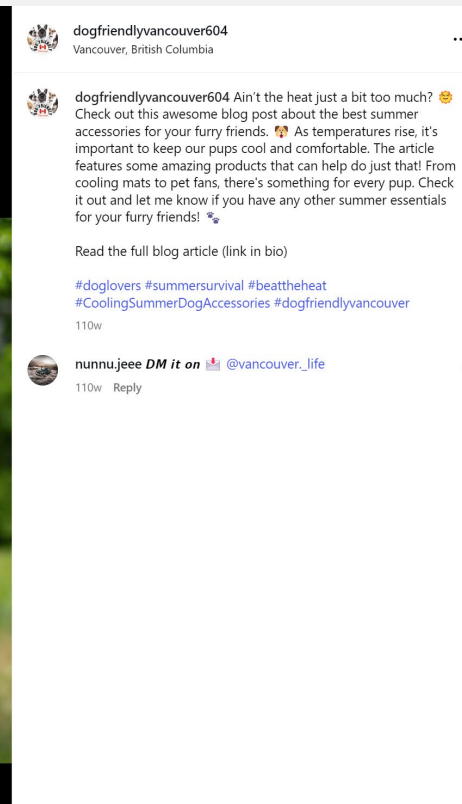 dogfriendlyvancouver604
Vancouver, British Columbia
dogfriendlyvancouver604 Ain't the heat just a bit too much? 🌞
Check out this awesome blog post about the best summer
accessories for your furry friends. 🐶 As temperatures rise, it's
important to keep our pups cool and comfortable. The article
features some amazing products that can help do just that! From
cooling mats to pet fans, there's something for every pup. Check
it out and let me know if you have any other summer essentials
for your furry friends! 🐾
Read the full blog article (link in bio)
#doglovers #summersurvival #beattheheat
#CoolingSummerDogAccessories #dogfriendlyvancouver
110w
nunnu.jeee 𝘿𝙈 𝙞𝙩 𝙤𝙣 📩 @vancouver._life
110w Reply